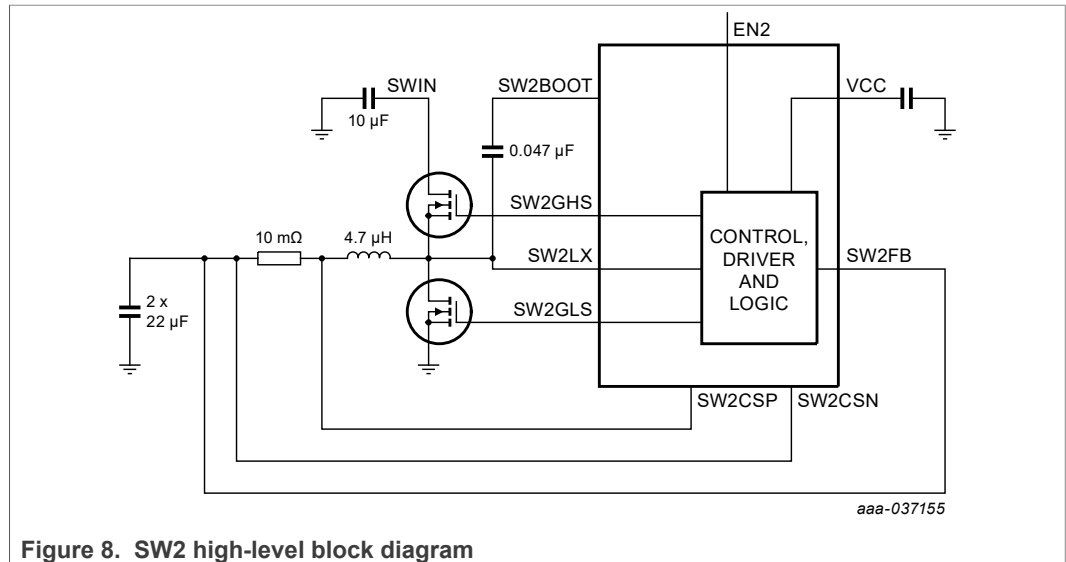 EN2
SWIN
SW2BOOT
VCC
10 µF
0.047 µF
SW2GHS
10 mΩ
4.7 µH
SW2LX
CONTROL,
DRIVER
AND
LOGIC
SW2FB
2 x
22 µF
SW2GLS
SW2CSP
SW2CSN
aaa-037155
Figure 8. SW2 high-level block diagram